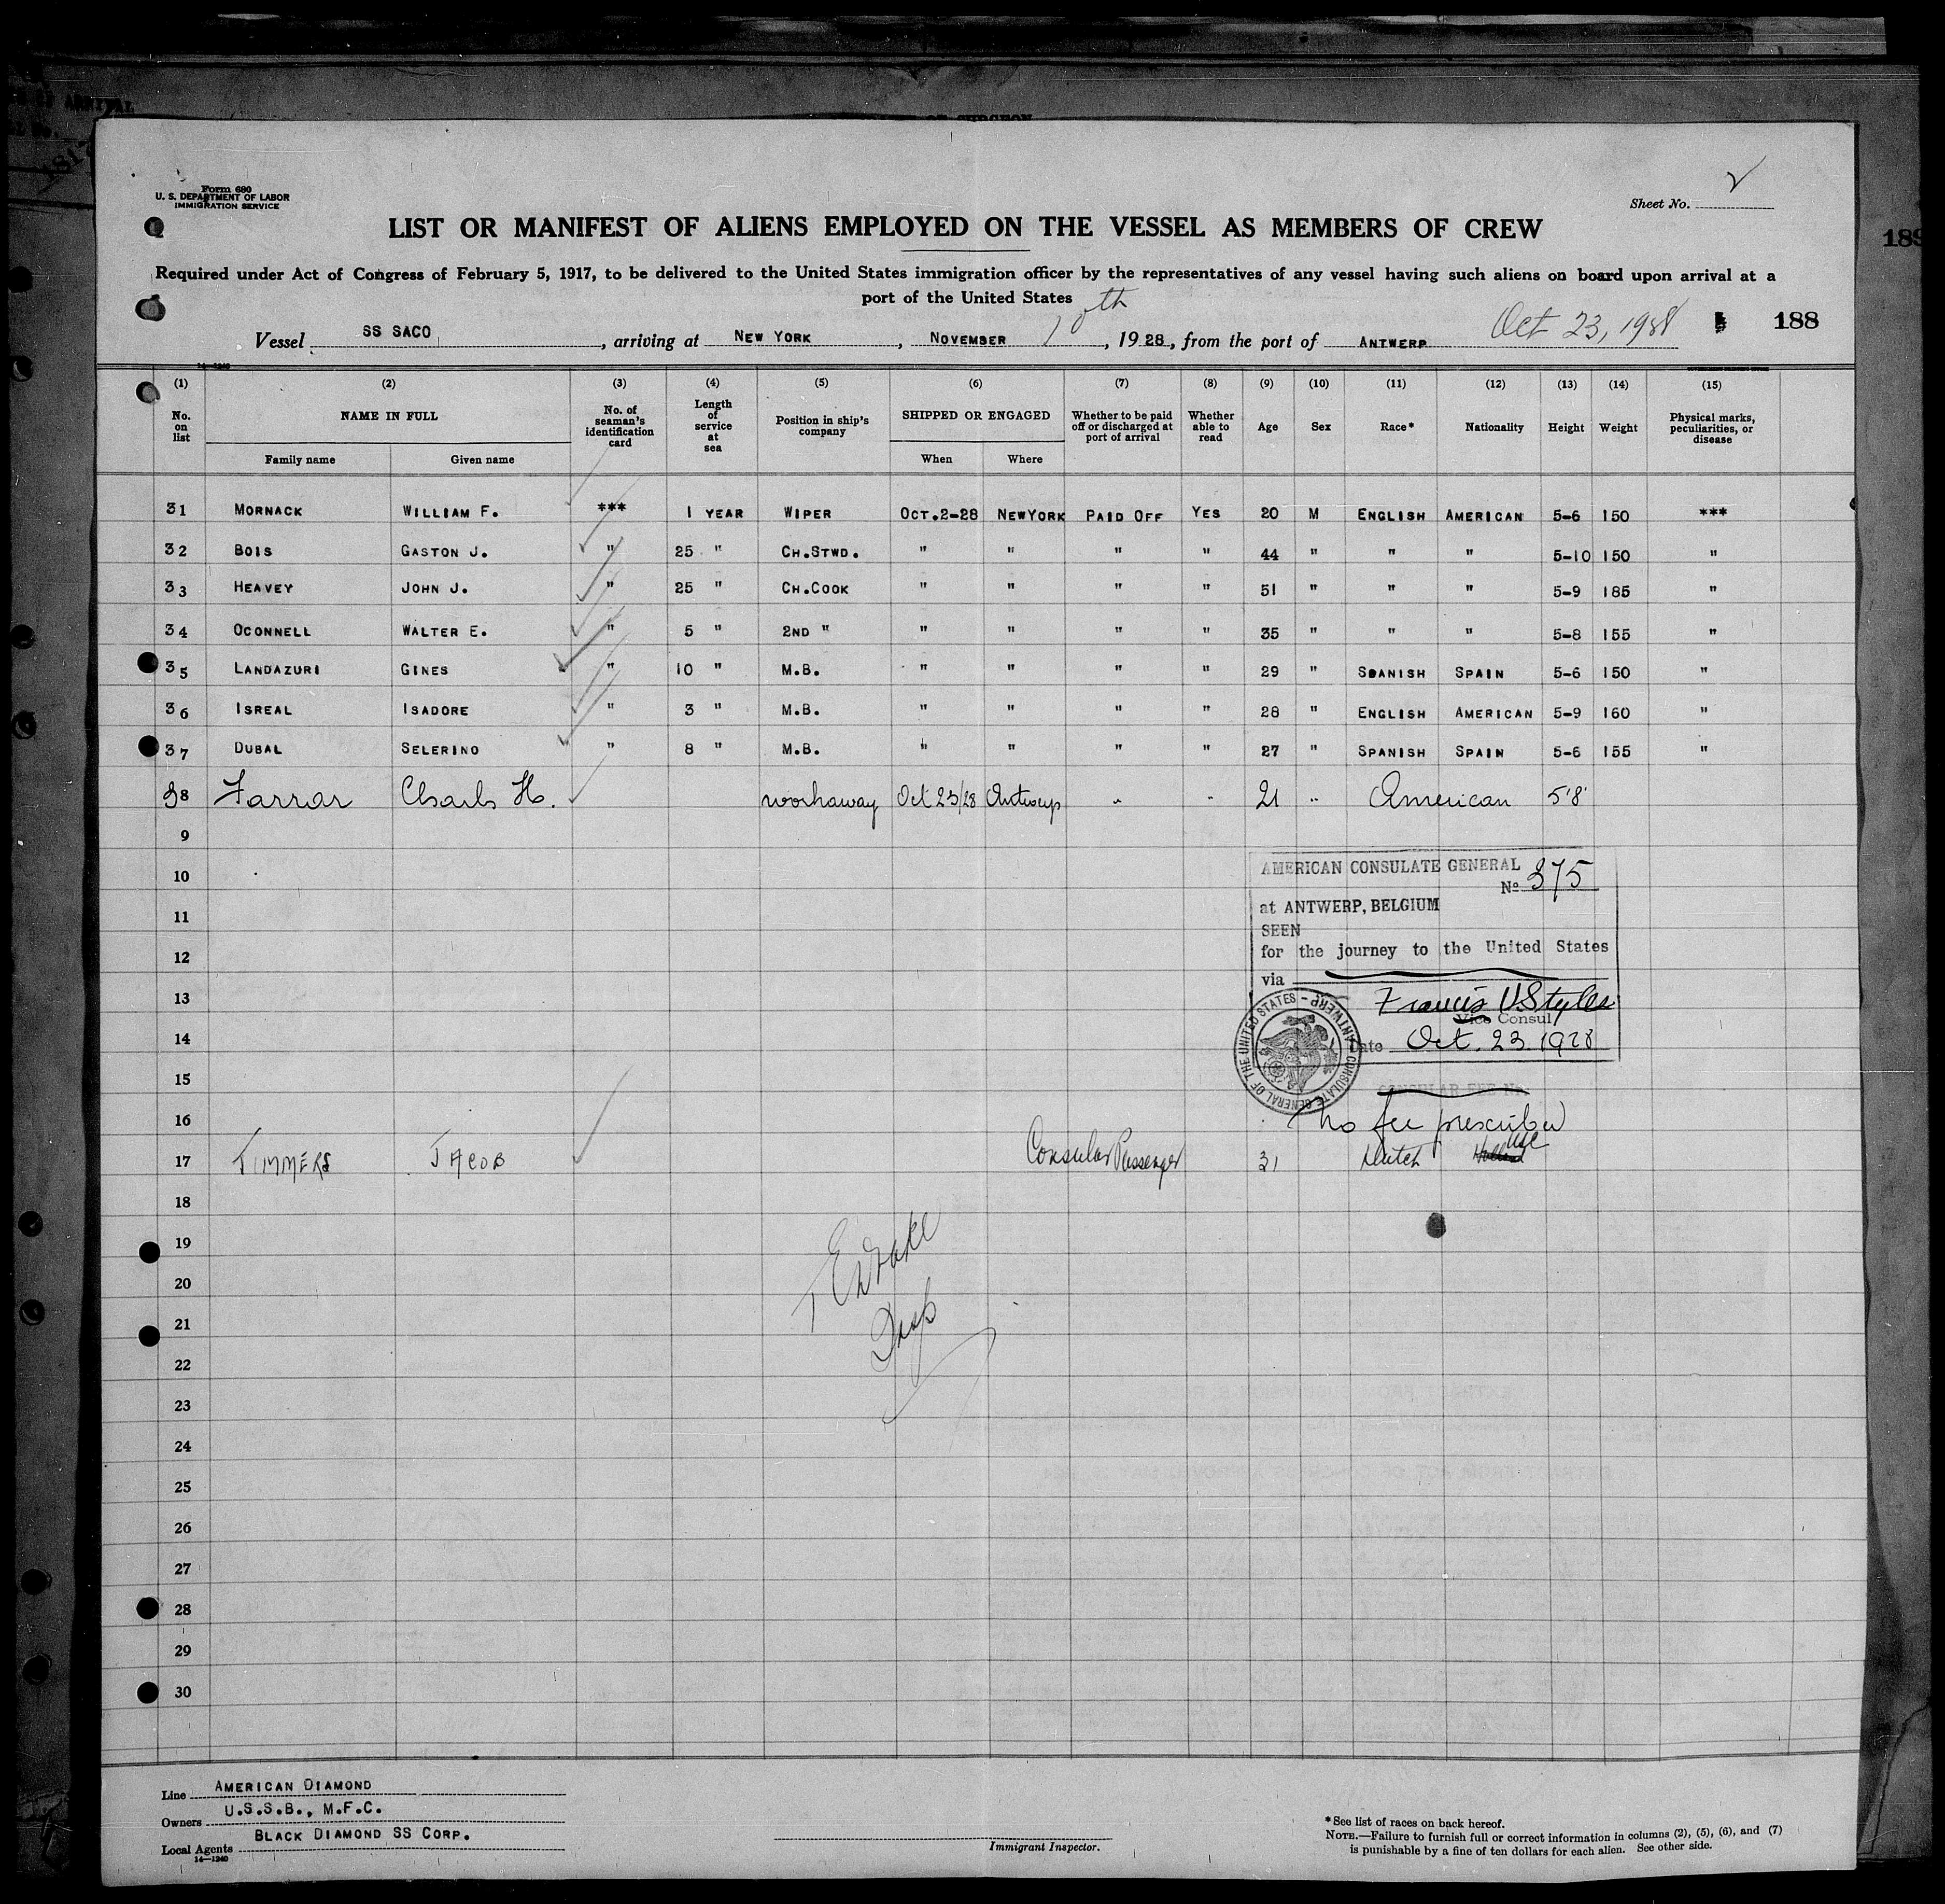 Form 680
U. S. DEPARTMENT OF LABOR
IMMIGRATION SERVICE
Sheet No. 2
LIST OR MANIFEST OF ALIENS EMPLOYED ON THE VESSEL AS MEMBERS OF CREW
Required under Act of Congress of February 5, 1917, to be delivered to the United States immigration officer by the representatives of any vessel having such aliens on board upon arrival at a
port of the United States
Vessel SS SACO, arriving at NEW YORK, NOVEMBER 10th, 1928, from the port of ANTWERP Oct 23, 1928 188
14—1240
(1) (2) (3) (4) (5) (6) (7) (8) (9) (10) (11) (12) (13) (14) (15)
No. on list NAME IN FULL Family name Given name No. of seaman's identification card Length of service at sea Position in ship's company SHIPPED OR ENGAGED When Where Whether to be paid off or discharged at port of arrival Whether able to read Age Sex Race* Nationality Height Weight Physical marks, peculiarities, or disease
31 MORNACK WILLIAM F. *** 1 YEAR WIPER OCT.2-28 NEWYORK PAID OFF YES 20 M ENGLISH AMERICAN 5-6 150 ***
32 BOIS GASTON J. " 25 " CH.STWD. " " " " 44 " " " 5-10 150 "
33 HEAVEY JOHN J. " 25 " CH.COOK " " " " 51 " " " 5-9 185 "
34 OCONNELL WALTER E. " 5 " 2ND " " " " " 35 " " " 5-8 155 "
35 LANDAZURI GINES " 10 " M.B. " " " " 29 " SPANISH SPAIN 5-6 150 "
36 ISREAL ISADORE " 3 " M.B. " " " " 28 " ENGLISH AMERICAN 5-9 160 "
37 DUBAL SELERINO " 8 " M.B. " " " " 27 " SPANISH SPAIN 5-6 155 "
38 Farrar Charls H. workaway Oct 23/28 Antwerp " " 21 " American 5'8"
9
10
11
12
13
14
15
16
AMERICAN CONSULATE GENERAL
No 375
at ANTWERP, BELGIUM
SEEN
for the journey to the United States
via
Francis U Styles
Vice Consul
Date Oct. 23 1928
CONSULATE GENERAL OF THE UNITED STATES - ANTWERP -
CONSULAR FEE No.
No fee prescribed
17 TIMMERS JACOB Consular Passenger 31 Dutch
18
19
20
21
22
23
24
25
26
27
28
29
30
Line AMERICAN DIAMOND
Owners U.S.S.B., M.F.C.
Local Agents BLACK DIAMOND SS CORP.
14—1240
Immigrant Inspector.
* See list of races on back hereof.
NOTE.—Failure to furnish full or correct information in columns (2), (5), (6), and (7)
is punishable by a fine of ten dollars for each alien. See other side.